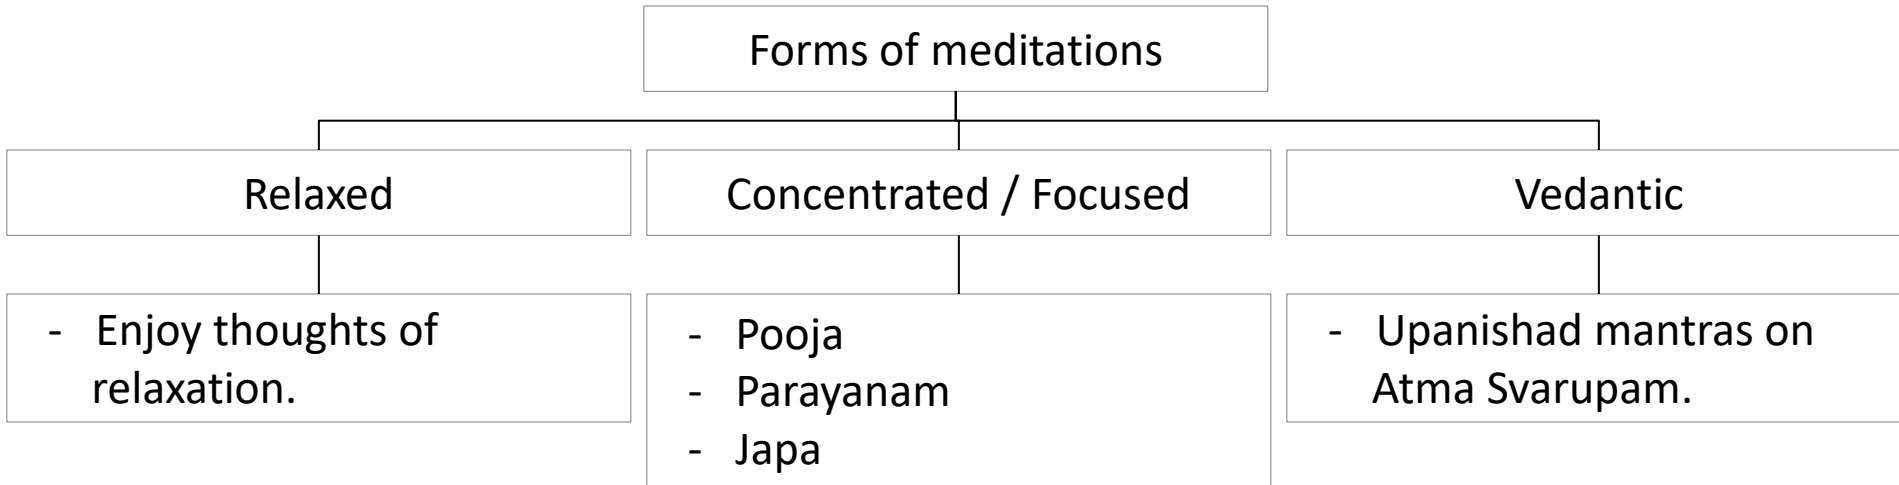 Forms of meditations
Relaxed
Concentrated / Focused
Vedantic
- Enjoy thoughts of
relaxation.
- Pooja
- Parayanam
- Japa
- Upanishad mantras on
Atma Svarupam.